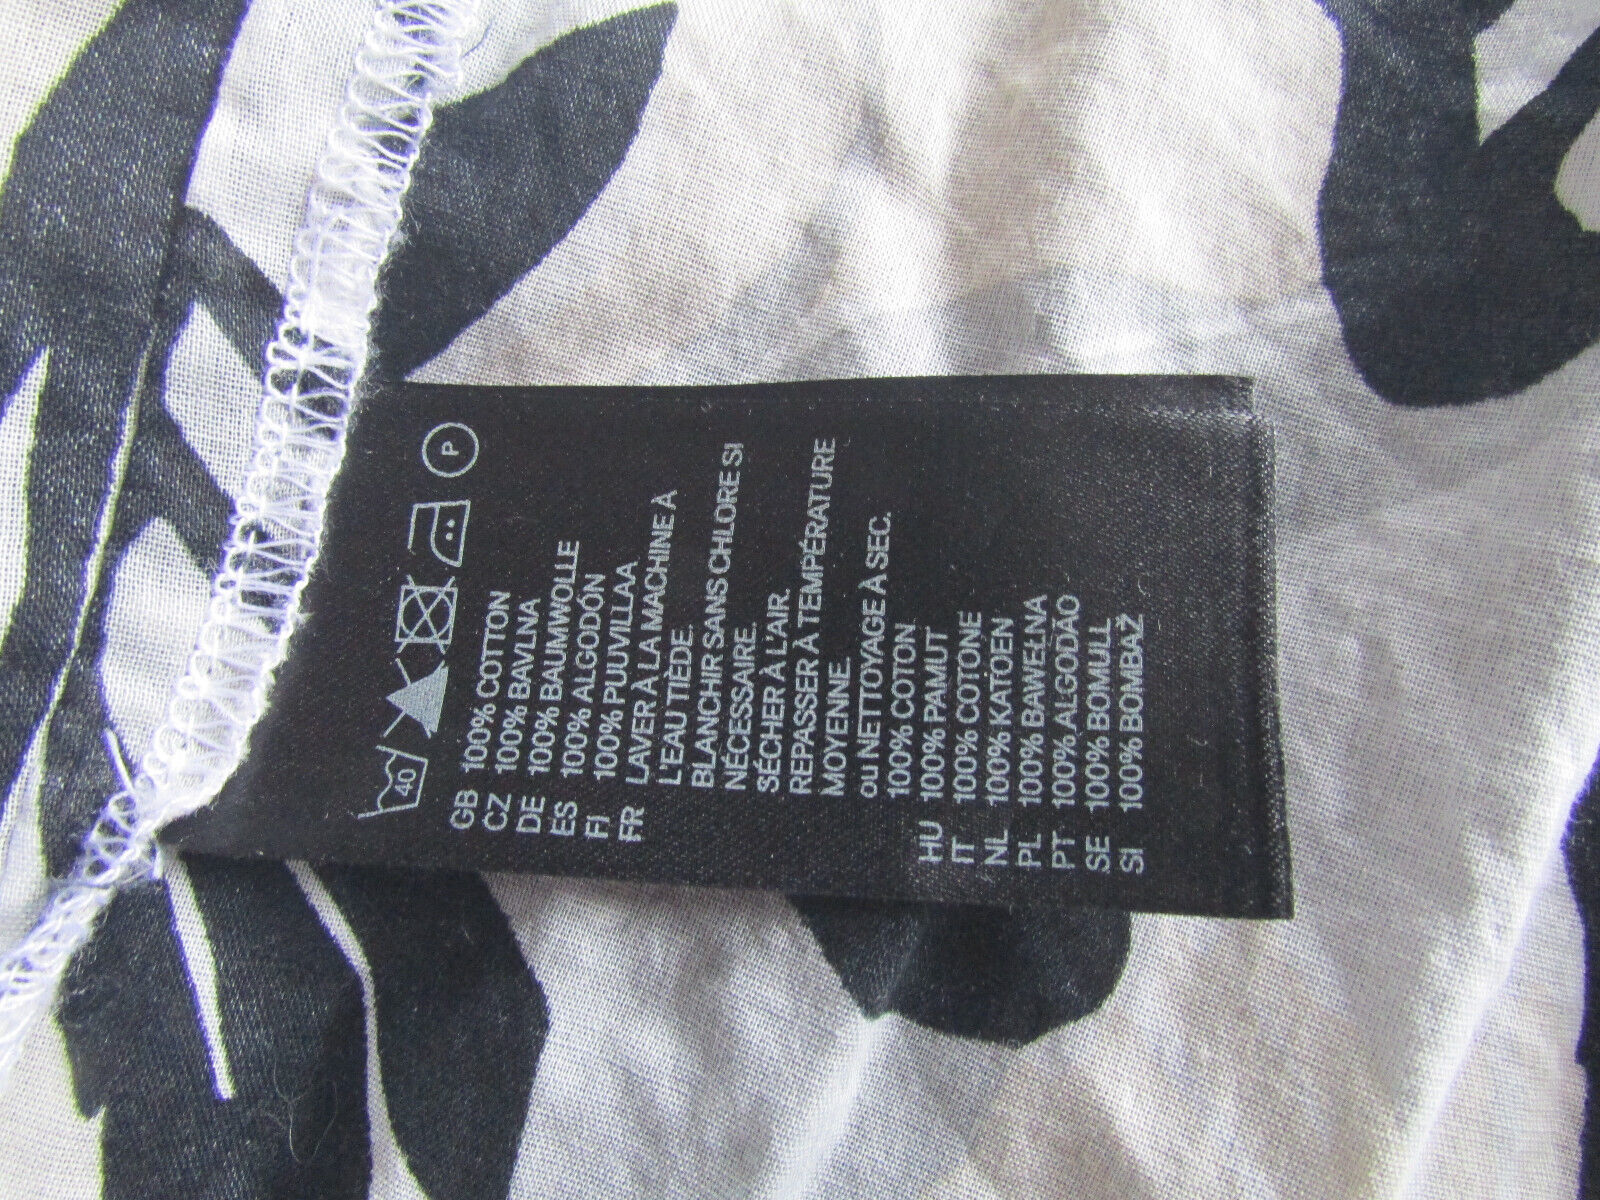 40 P
GB 100% COTTON
CZ 100% BAVLNA
DE 100% BAUMWOLLE
ES 100% ALGODÓN
FI 100% PUUVILLAA
FR LAVER À LA MACHINE À
L'EAU TIÈDE.
BLANCHIR SANS CHLORE SI
NÉCESSAIRE.
SÉCHER À L'AIR.
REPASSER À TEMPÉRATURE
MOYENNE.
ou NETTOYAGE À SEC.
100% COTON
HU 100% PAMUT
IT 100% COTONE
NL 100% KATOEN
PL 100% BAWEŁNA
PT 100% ALGODÃO
SE 100% BOMULL
SI 100% BOMBAŽ